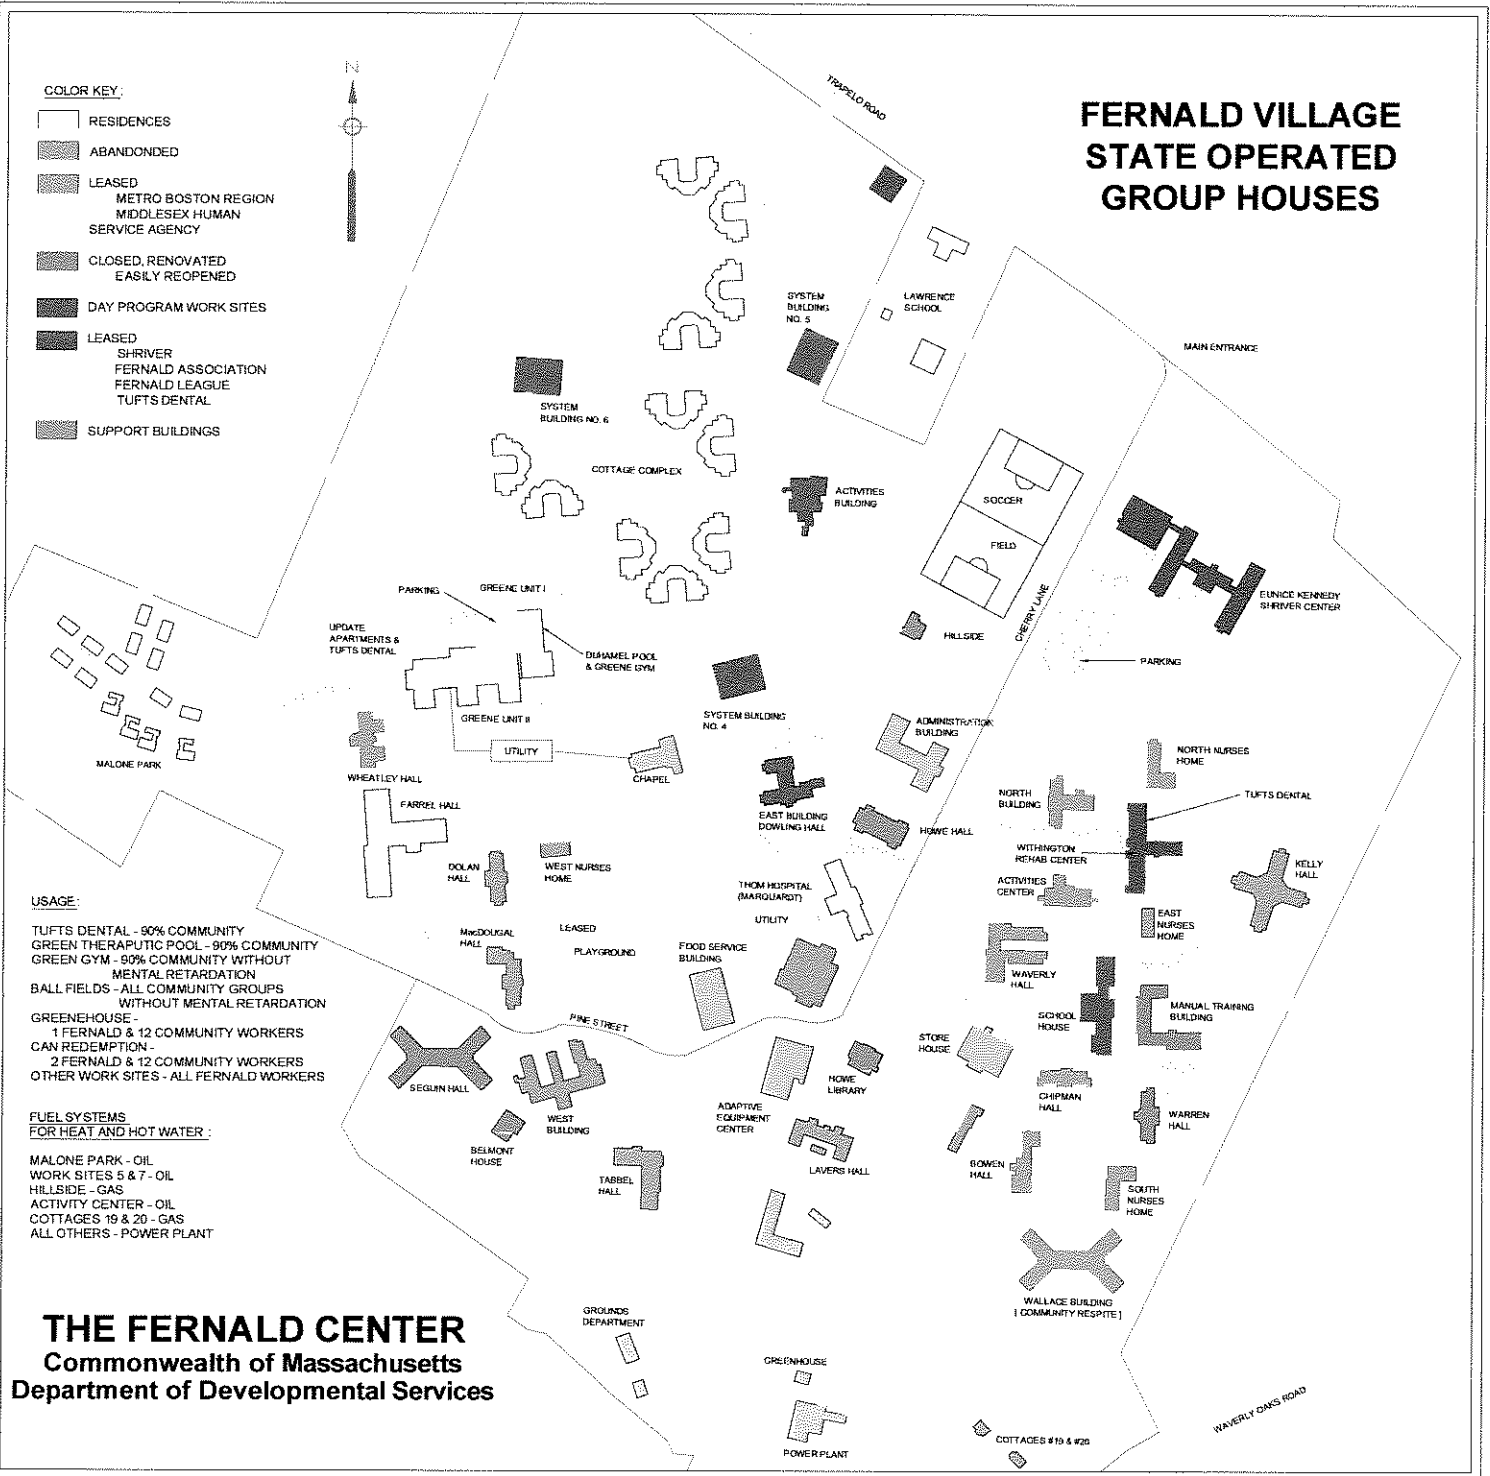 N
COLOR KEY:
RESIDENCES
ABANDONDED
LEASED
METRO BOSTON REGION
MIDDLESEX HUMAN
SERVICE AGENCY
CLOSED, RENOVATED
EASILY REOPENED
DAY PROGRAM WORK SITES
LEASED
SHRIVER
FERNALD ASSOCIATION
FERNALD LEAGUE
TUFTS DENTAL
SUPPORT BUILDINGS
FERNALD VILLAGE
STATE OPERATED
GROUP HOUSES
TRAPELO ROAD
SYSTEM
BUILDING
NO. 5
LAWRENCE
SCHOOL
MAIN ENTRANCE
SYSTEM
BUILDING NO. 6
COTTAGE COMPLEX
ACTIVITIES
BUILDING
SOCCER
FIELD
CHERRY LANE
EUNICE KENNEDY
SHRIVER CENTER
HILLSIDE
PARKING
PARKING
GREENE UNIT I
UPDATE
APARTMENTS &
TUFTS DENTAL
DUHAMEL POOL
& GREENE GYM
GREENE UNIT II
UTILITY
SYSTEM BUILDING
NO. 4
CHAPEL
ADMINISTRATION
BUILDING
MALONE PARK
WHEATLEY HALL
FARREL HALL
EAST BUILDING
DOWLING HALL
HOWE HALL
NORTH
BUILDING
NORTH NURSES
HOME
TUFTS DENTAL
WITHINGTON
REHAB CENTER
KELLY
HALL
DOLAN
HALL
WEST NURSES
HOME
THOM HOSPITAL
(MARQUARDT)
UTILITY
ACTIVITIES
CENTER
EAST
NURSES
HOME
MacDOUGAL
HALL
LEASED
PLAYGROUND
FOOD SERVICE
BUILDING
WAVERLY
HALL
SCHOOL
HOUSE
MANUAL TRAINING
BUILDING
PINE STREET
STORE
HOUSE
SEGUIN HALL
WEST
BUILDING
BELMONT
HOUSE
TABBEL
HALL
ADAPTIVE
EQUIPMENT
CENTER
HOWE
LIBRARY
LAVERS HALL
CHIPMAN
HALL
WARREN
HALL
BOWEN
HALL
SOUTH
NURSES
HOME
WALLACE BUILDING
[ COMMUNITY RESPITE ]
GROUNDS
DEPARTMENT
GREENHOUSE
POWER PLANT
COTTAGES #19 & #20
WAVERLY OAKS ROAD
USAGE:
TUFTS DENTAL - 90% COMMUNITY
GREEN THERAPUTIC POOL - 90% COMMUNITY
GREEN GYM - 90% COMMUNITY WITHOUT
MENTAL RETARDATION
BALL FIELDS - ALL COMMUNITY GROUPS
WITHOUT MENTAL RETARDATION
GREENEHOUSE -
1 FERNALD & 12 COMMUNITY WORKERS
CAN REDEMPTION -
2 FERNALD & 12 COMMUNITY WORKERS
OTHER WORK SITES - ALL FERNALD WORKERS
FUEL SYSTEMS
FOR HEAT AND HOT WATER :
MALONE PARK - OIL
WORK SITES 5 & 7 - OIL
HILLSIDE - GAS
ACTIVITY CENTER - OIL
COTTAGES 19 & 20 - GAS
ALL OTHERS - POWER PLANT
THE FERNALD CENTER
Commonwealth of Massachusetts
Department of Developmental Services